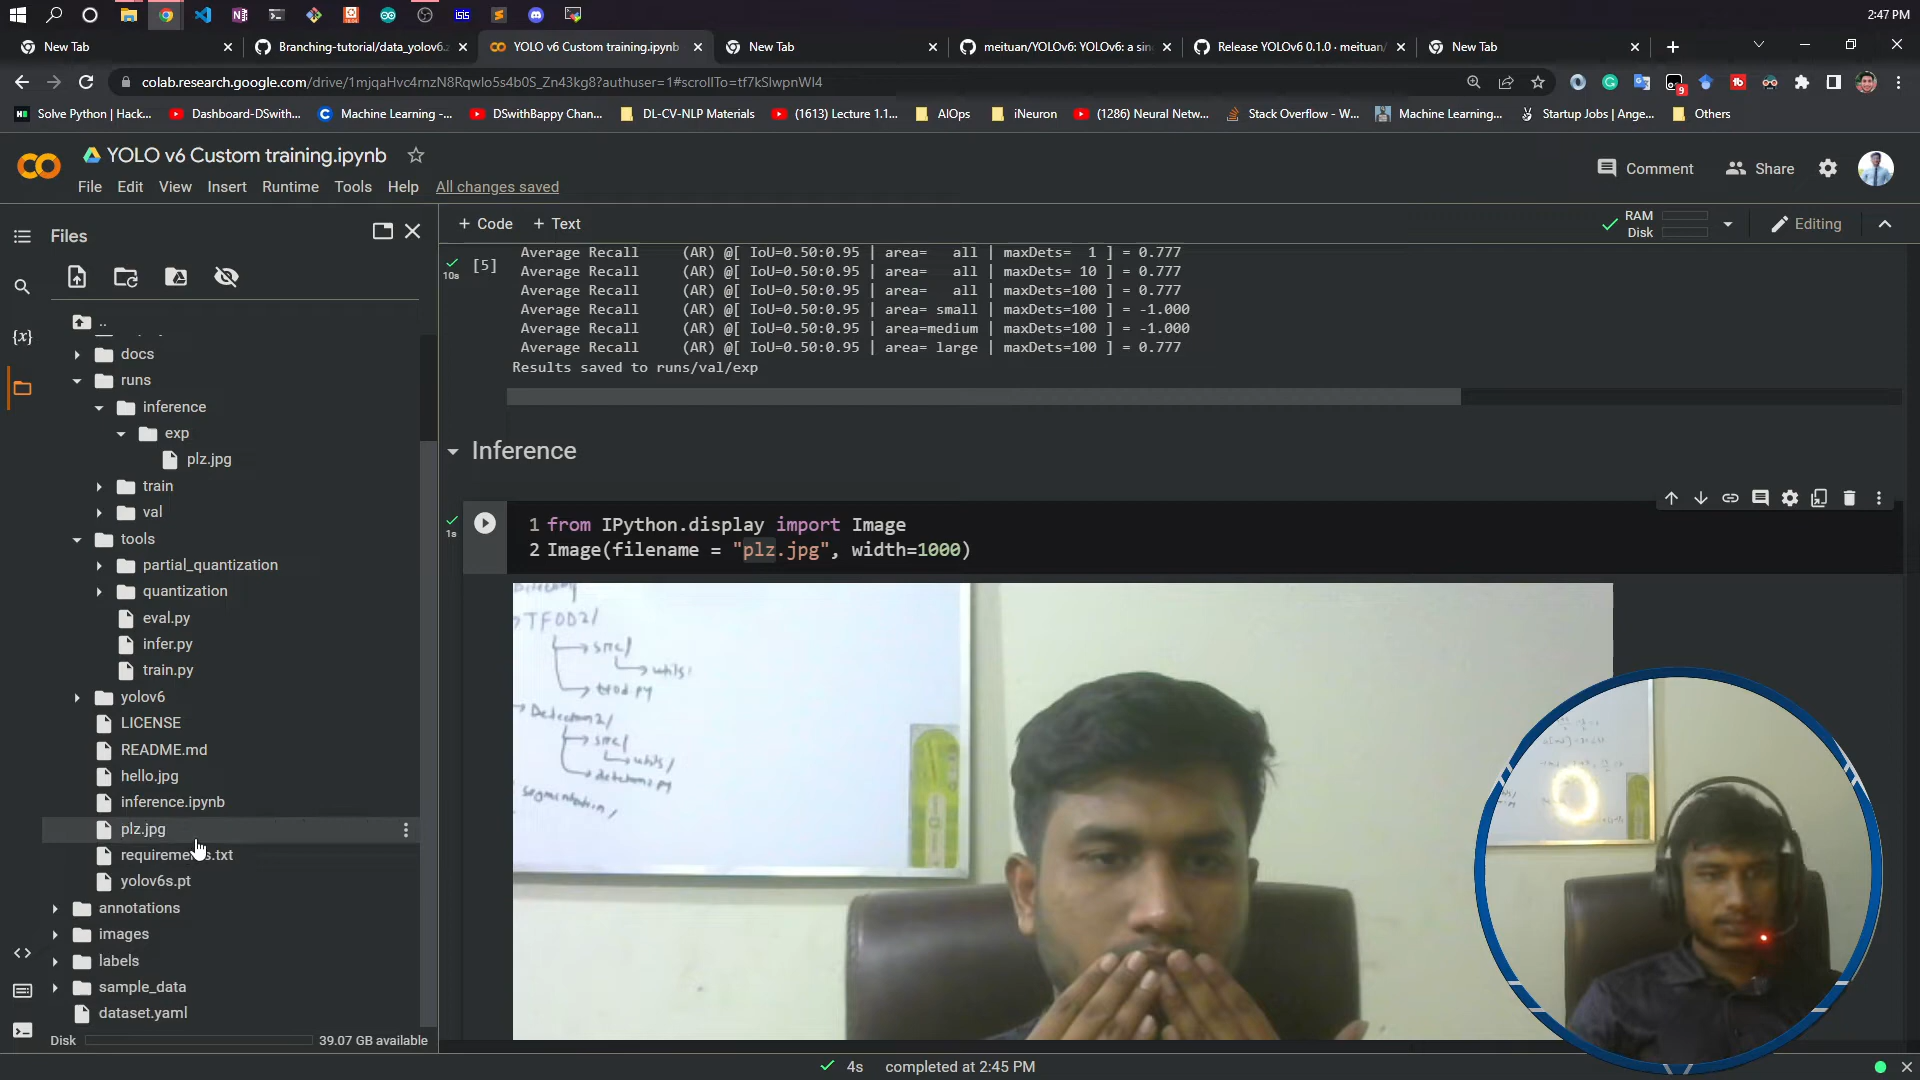 2:47 PM
New Tab
Branching-tutorial/data_yolov6.z
YOLO v6 Custom training.ipynb
New Tab
meituan/YOLOv6: YOLOv6: a sin
Release YOLOv6 0.1.0 · meituan/
New Tab
colab.research.google.com/drive/1mjqaHvc4rnzN8Rqwlo5s4b0S_Zn43kg8?authuser=1#scrollTo=tf7kSlwpnWl4
9
Solve Python | Hack...
Dashboard-DSwith...
Machine Learning -...
DSwithBappy Chan...
DL-CV-NLP Materials
(1613) Lecture 1.1...
AIOps
iNeuron
(1286) Neural Netw...
Stack Overflow - W...
Machine Learning...
Startup Jobs | Ange...
Others
YOLO v6 Custom training.ipynb
Comment
Share
File Edit View Insert Runtime Tools Help All changes saved
Files
+ Code + Text
RAM
Disk
Editing
[5]
10s
Average Recall (AR) @[ IoU=0.50:0.95 | area= all | maxDets= 1 ] = 0.777
Average Recall (AR) @[ IoU=0.50:0.95 | area= all | maxDets= 10 ] = 0.777
Average Recall (AR) @[ IoU=0.50:0.95 | area= all | maxDets=100 ] = 0.777
Average Recall (AR) @[ IoU=0.50:0.95 | area= small | maxDets=100 ] = -1.000
Average Recall (AR) @[ IoU=0.50:0.95 | area=medium | maxDets=100 ] = -1.000
Average Recall (AR) @[ IoU=0.50:0.95 | area= large | maxDets=100 ] = 0.777
Results saved to runs/val/exp
{x}
..
docs
runs
inference
exp
plz.jpg
train
val
tools
partial_quantization
quantization
eval.py
infer.py
train.py
yolov6
LICENSE
README.md
hello.jpg
inference.ipynb
plz.jpg
requirements.txt
yolov6s.pt
annotations
images
labels
sample_data
dataset.yaml
Disk
39.07 GB available
Inference
1s
1 from IPython.display import Image
2 Image(filename = "plz.jpg", width=1000)
TFOD2/
src/
utils/
tfod.py
Detectron2/
src/
utils/
segmentation/
4s completed at 2:45 PM